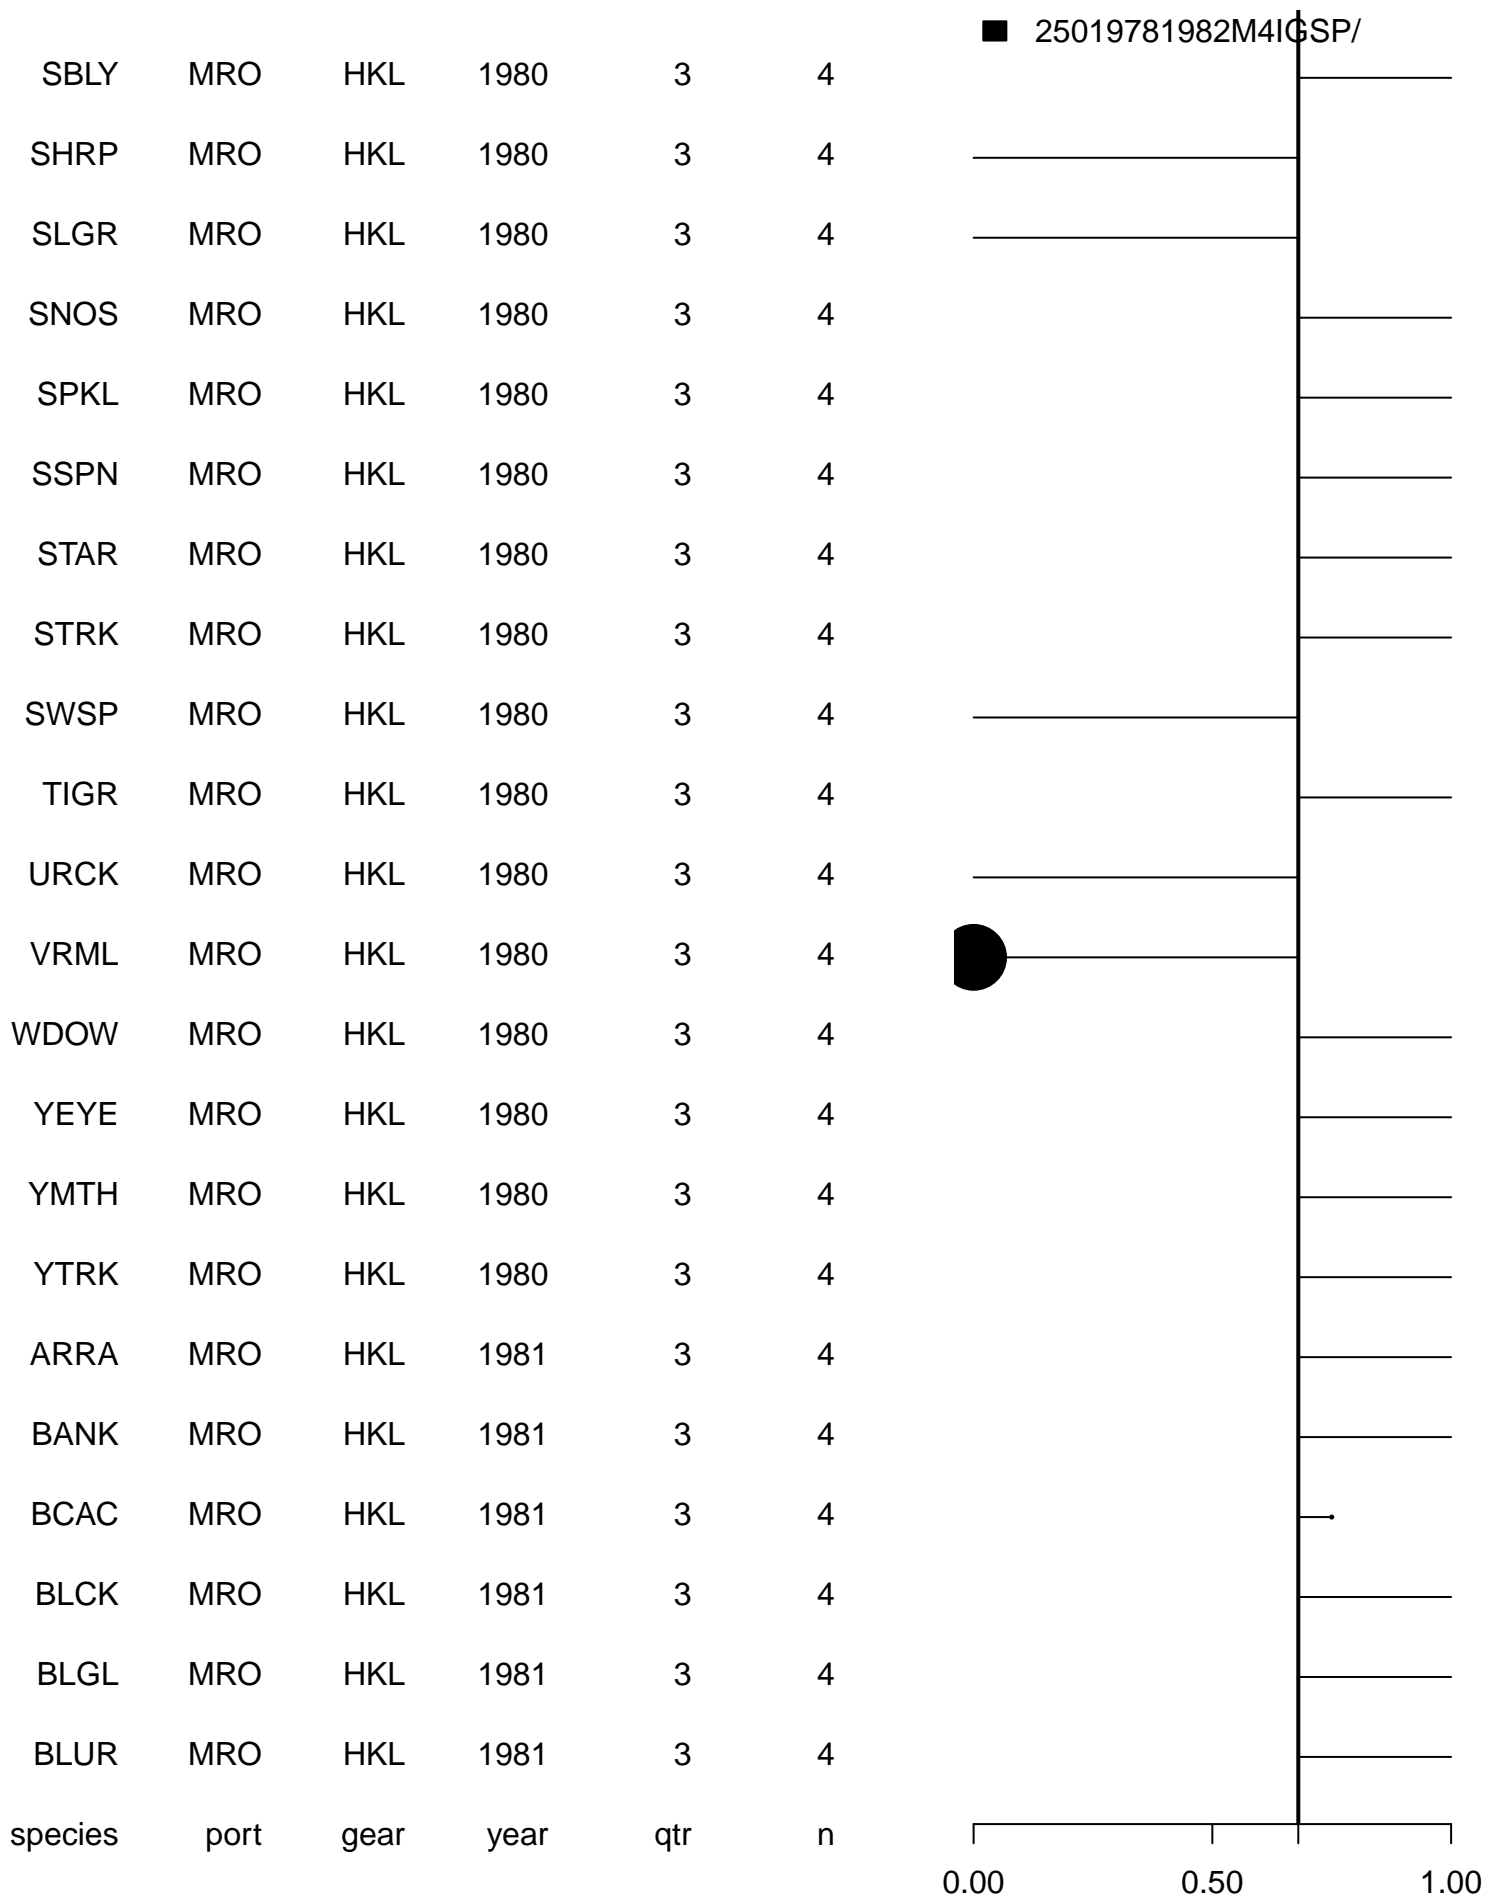 25019781982M4IGSP/
SBLY MRO HKL 1980 3 4
SHRP MRO HKL 1980 3 4
SLGR MRO HKL 1980 3 4
SNOS MRO HKL 1980 3 4
SPKL MRO HKL 1980 3 4
SSPN MRO HKL 1980 3 4
STAR MRO HKL 1980 3 4
STRK MRO HKL 1980 3 4
SWSP MRO HKL 1980 3 4
TIGR MRO HKL 1980 3 4
URCK MRO HKL 1980 3 4
VRML MRO HKL 1980 3 4
WDOW MRO HKL 1980 3 4
YEYE MRO HKL 1980 3 4
YMTH MRO HKL 1980 3 4
YTRK MRO HKL 1980 3 4
ARRA MRO HKL 1981 3 4
BANK MRO HKL 1981 3 4
BCAC MRO HKL 1981 3 4
BLCK MRO HKL 1981 3 4
BLGL MRO HKL 1981 3 4
BLUR MRO HKL 1981 3 4
species port gear year qtr n
0.00 0.50 1.00